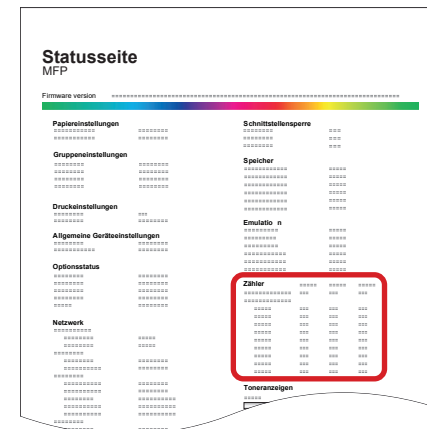 Statusseite
MFP
Firmware version
Papiereinstellungen
Gruppeneinstellungen
Druckeinstellungen
Allgemeine Geräteeinstellungen
Optionsstatus
Netzwerk
Schnittstellensperre
Speicher
Emulatio n
Zähler
Toneranzeigen